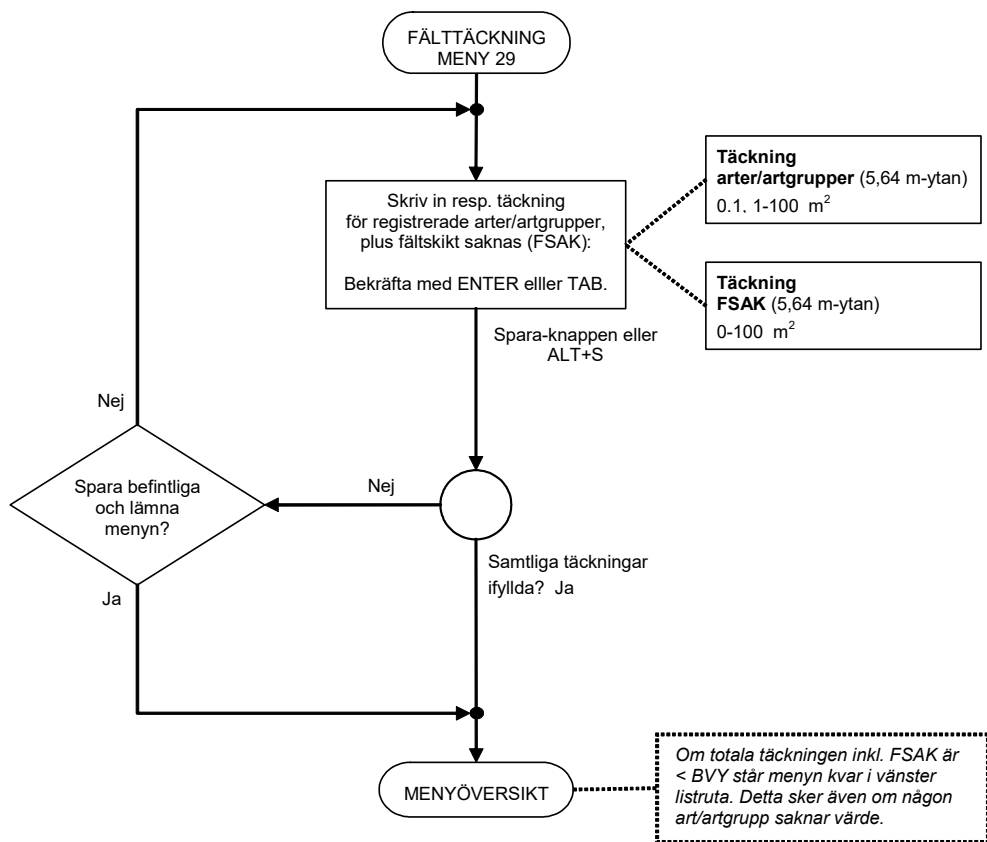 FÄLTTÄCKNING
MENY 29
Skriv in resp. täckning
för registrerade arter/artgrupper,
plus fältskikt saknas (FSAK):
Bekräfta med ENTER elller TAB.
Täckning
arter/artgrupper (5,64 m-ytan)
0.1, 1-100 m²
Täckning
FSAK (5,64 m-ytan)
0-100 m²
Spara-knappen eller
ALT+S
Nej
Spara befintliga
och lämna
menyn?
Nej
Ja
Samtliga täckningar
ifyllda? Ja
MENYÖVERSIKT
Om totala täckningen inkl. FSAK är
< BVY står menyn kvar i vänster
listruta. Detta sker även om någon
art/artgrupp saknar värde.